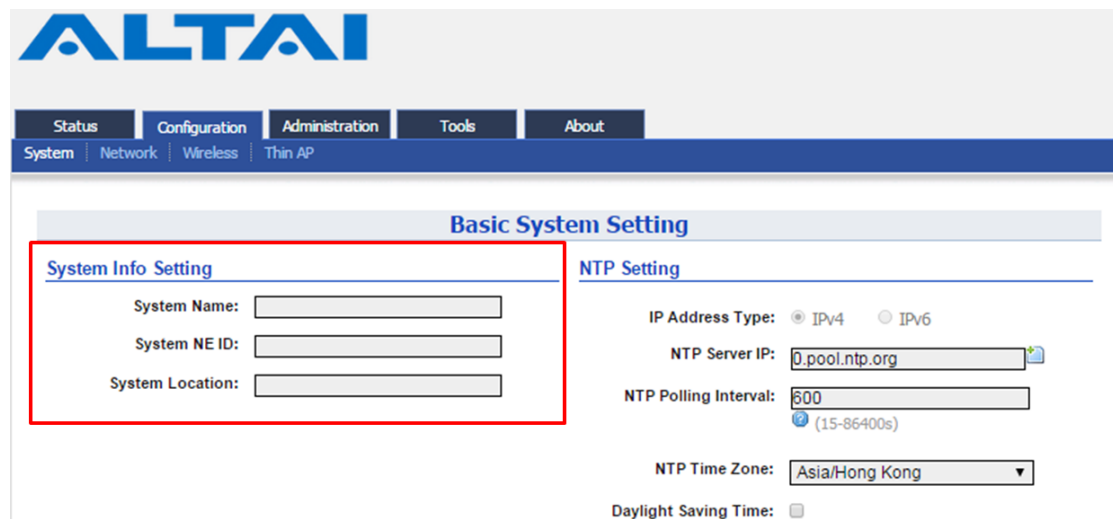 ALTAI
Status Configuration Administration Tools About
System Network Wireless Thin AP
Basic System Setting
System Info Setting
System Name:
System NE ID:
System Location:
NTP Setting
IP Address Type: IPv4 IPv6
NTP Server IP: 0.pool.ntp.org
NTP Polling Interval: 600
(15-86400s)
NTP Time Zone: Asia/Hong Kong
Daylight Saving Time: